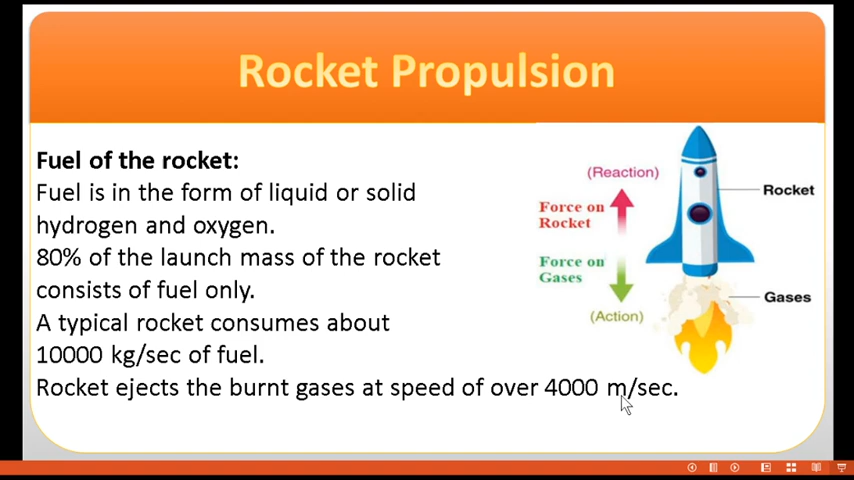 Rocket Propulsion
Fuel of the rocket:
Fuel is in the form of liquid or solid
hydrogen and oxygen.
80% of the launch mass of the rocket
consists of fuel only.
A typical rocket consumes about
10000 kg/sec of fuel.
Rocket ejects the burnt gases at speed of over 4000 m/sec.
(Reaction)
Force on
Rocket
Force on
Gases
(Action)
Rocket
Gases